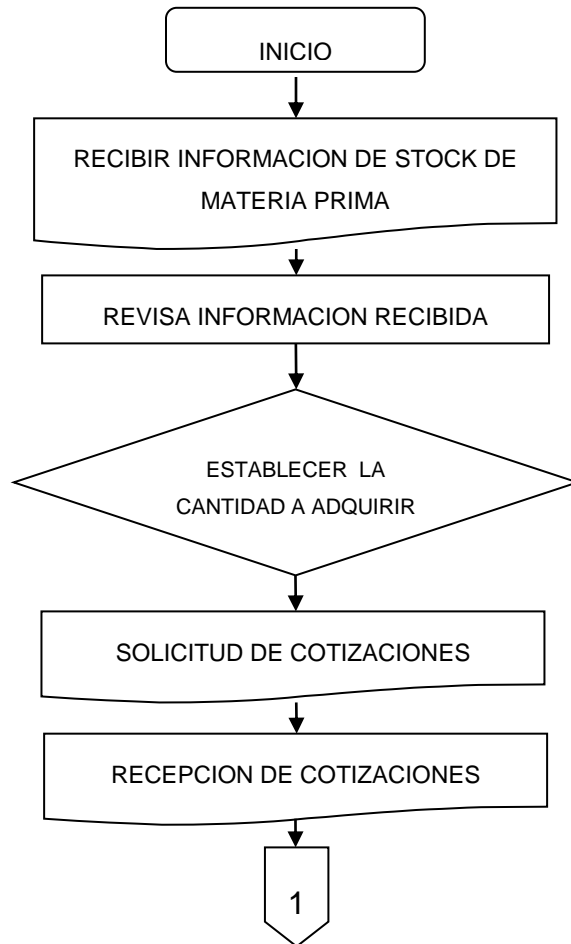 INICIO
RECIBIR INFORMACION DE STOCK DE
MATERIA PRIMA
REVISA INFORMACION RECIBIDA
ESTABLECER LA
CANTIDAD A ADQUIRIR
SOLICITUD DE COTIZACIONES
RECEPCION DE COTIZACIONES
1